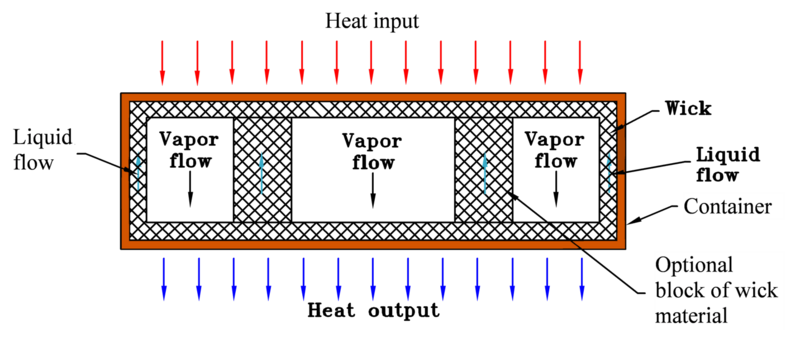 Heat input
Wick
Vapor
flow
Vapor
flow
Vapor
flow
Liquid
flow
Liquid
flow
Container
Optional
block of wick
material
Heat output